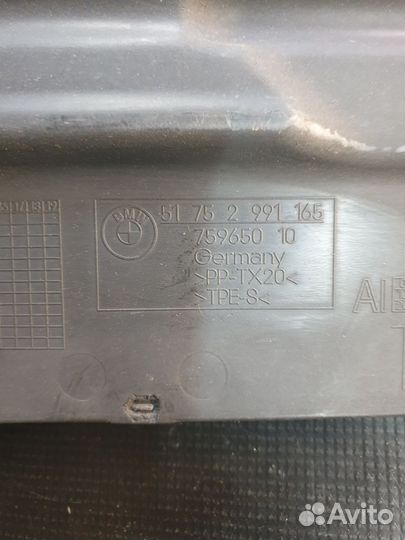 BMW
51 75 2 991 165
759650 10
Germany
>PP-TX20<
>TPE-S<
Avito